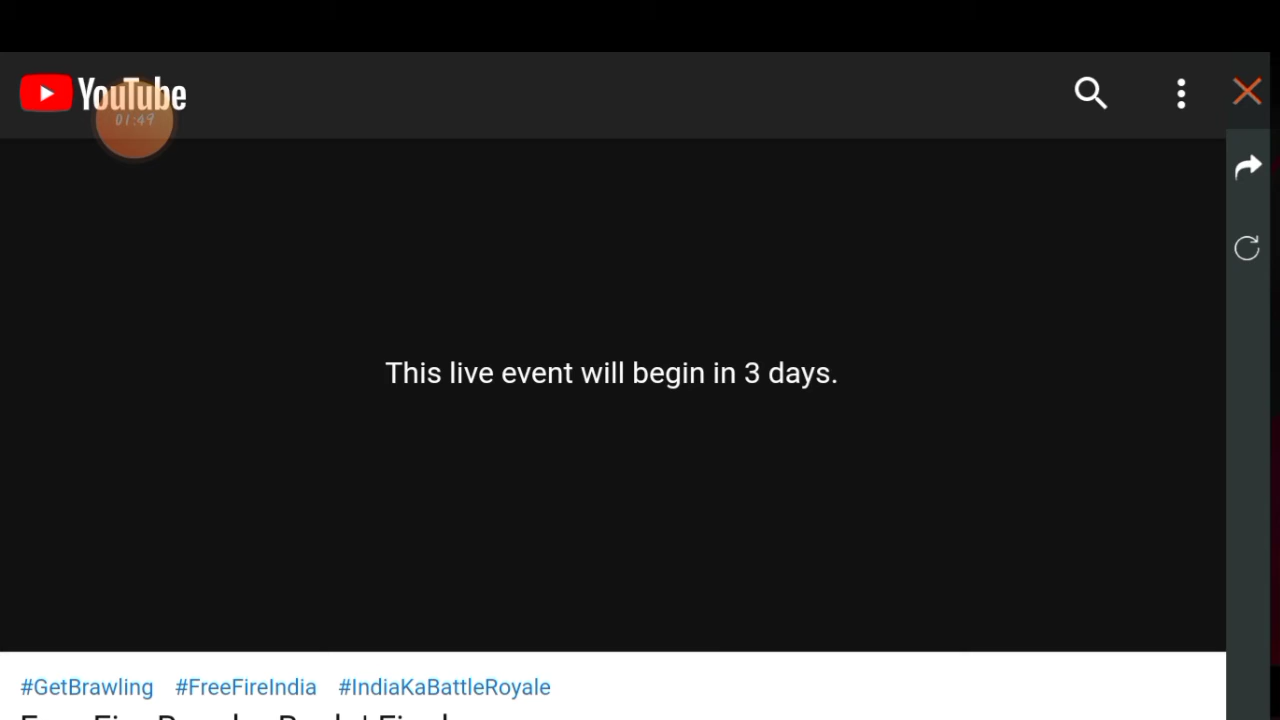 YouTube
01:49
This live event will begin in 3 days.
#GetBrawling #FreeFireIndia #IndiaKaBattleRoyale